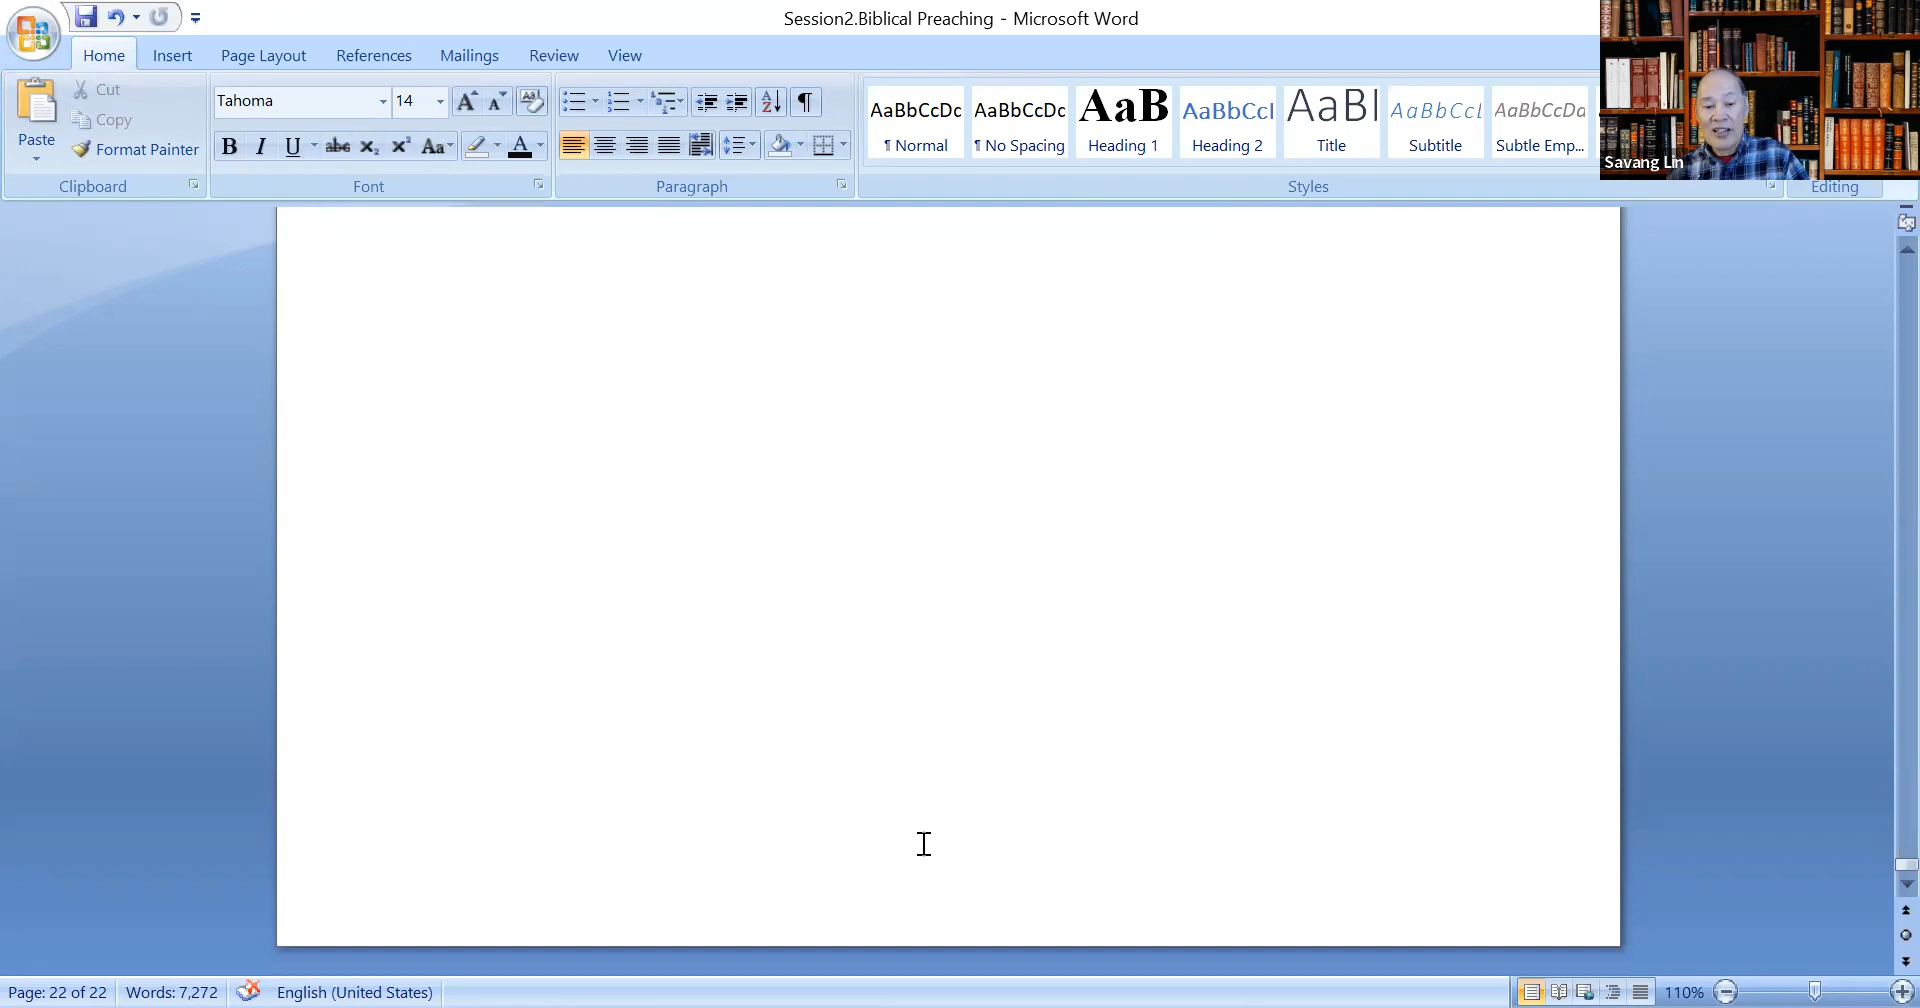 Session2.Biblical Preaching - Microsoft Word
Home Insert Page Layout References Mailings Review View
Paste
Cut
Copy
Format Painter
Clipboard
Tahoma 14
Font
Paragraph
AaBbCcDc AaBbCcDc AaB AaBbCcI AaBI AaBbCcL AaBbCcDa
¶ Normal ¶ No Spacing Heading 1 Heading 2 Title Subtitle Subtle Emp...
Styles
Editing
Savang Lin
Page: 22 of 22 Words: 7,272 English (United States) 110%